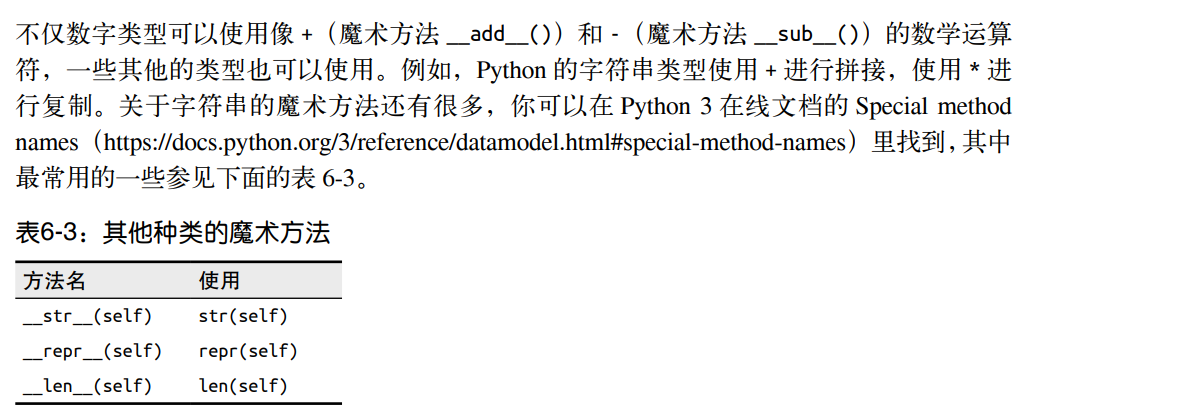 不仅数字类型可以使用像 +（魔术方法 __add__()）和 -（魔术方法 __sub__()）的数学运算
符，一些其他的类型也可以使用。例如，Python 的字符串类型使用 + 进行拼接，使用 * 进
行复制。关于字符串的魔术方法还有很多，你可以在 Python 3 在线文档的 Special method
names（https://docs.python.org/3/reference/datamodel.html#special-method-names）里找到，其中
最常用的一些参见下面的表 6-3。
表6-3：其他种类的魔术方法
方法名 使用
__str__(self) str(self)
__repr__(self) repr(self)
__len__(self) len(self)